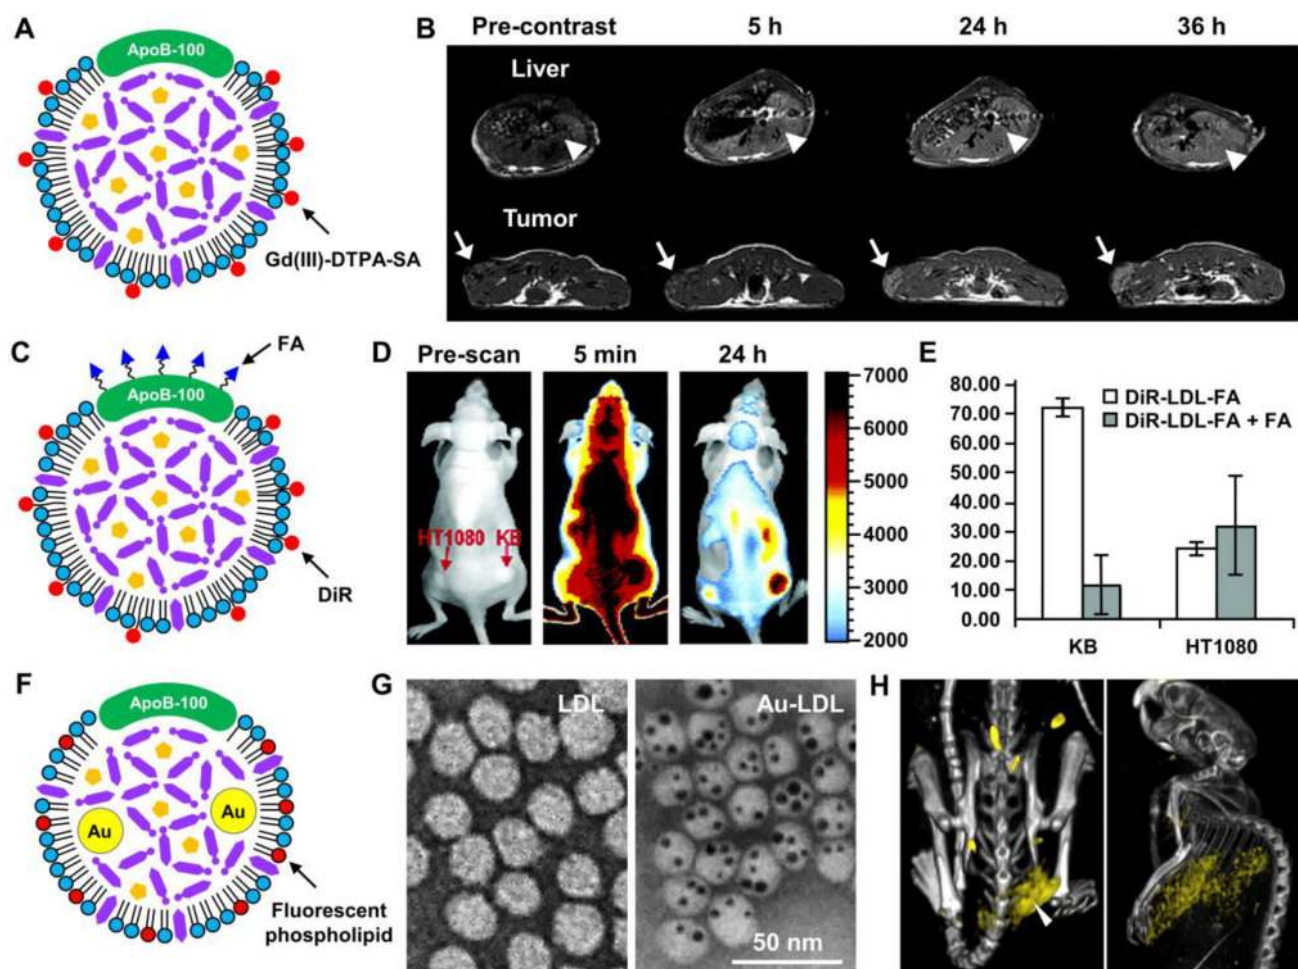 A
ApoB-100
Gd(III)-DTPA-SA
B
Pre-contrast 5 h 24 h 36 h
Liver
Tumor
C
FA
ApoB-100
DiR
D
Pre-scan 5 min 24 h
HT1080 KB
7000
6000
5000
4000
3000
2000
E
80.00
70.00
60.00
50.00
40.00
30.00
20.00
10.00
0.00
DiR-LDL-FA
DiR-LDL-FA + FA
KB HT1080
F
ApoB-100
Au Au
Fluorescent
phospholipid
G
LDL
Au-LDL
50 nm
H